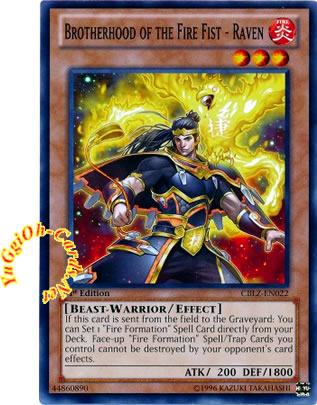 Brotherhood of the Fire Fist - Raven
FIRE
炎
YuGgiOh-Cards.Net
1st Edition
CBLZ-EN022
[Beast-Warrior/Effect]
If this card is sent from the field to the Graveyard: You
can Set 1 "Fire Formation" Spell Card directly from your
Deck. Face-up "Fire Formation" Spell/Trap Cards you
control cannot be destroyed by your opponent's card
effects.
ATK/ 200 DEF/1800
44860890
©1996 KAZUKI TAKAHASHI